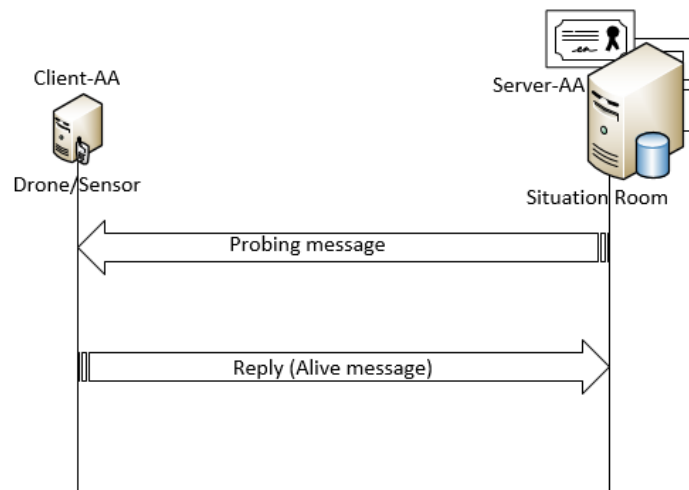 Client-AA
Server-AA
Drone/Sensor
Situation Room
Probing message
Reply (Alive message)